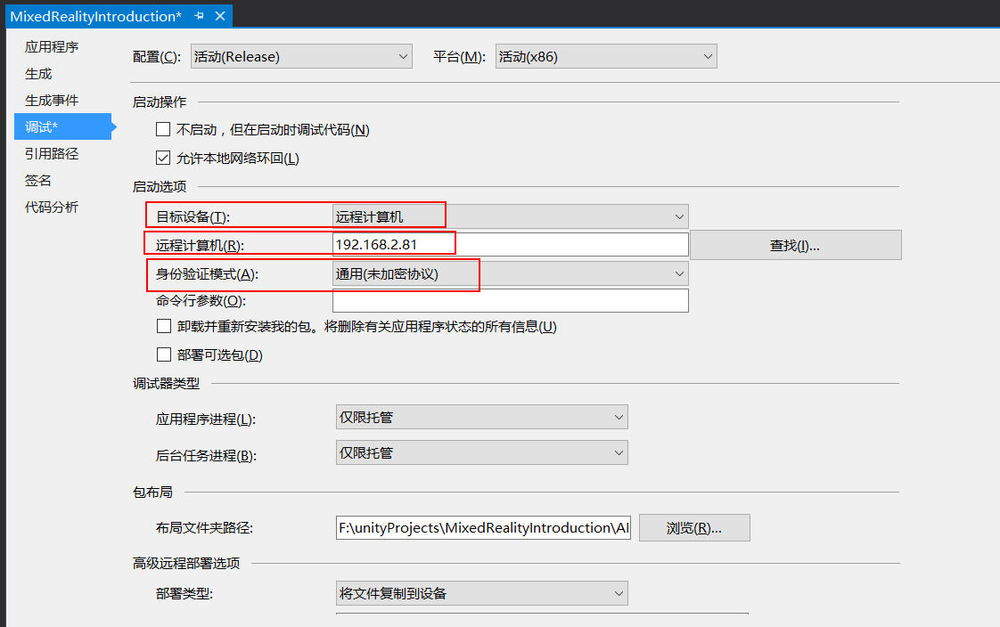 MixedRealityIntroduction*
应用程序
生成
生成事件
调试*
引用路径
签名
代码分析
配置(C): 活动(Release) 平台(M): 活动(x86)
启动操作
不启动，但在启动时调试代码(N)
允许本地网络环回(L)
启动选项
目标设备(T): 远程计算机
远程计算机(R): 192.168.2.81 查找(I)...
身份验证模式(A): 通用(未加密协议)
命令行参数(O):
卸载并重新安装我的包。将删除有关应用程序状态的所有信息(U)
部署可选包(D)
调试器类型
应用程序进程(L): 仅限托管
后台任务进程(B): 仅限托管
包布局
布局文件夹路径: F:\unityProjects\MixedRealityIntroduction\A 浏览(R)...
高级远程部署选项
部署类型: 将文件复制到设备